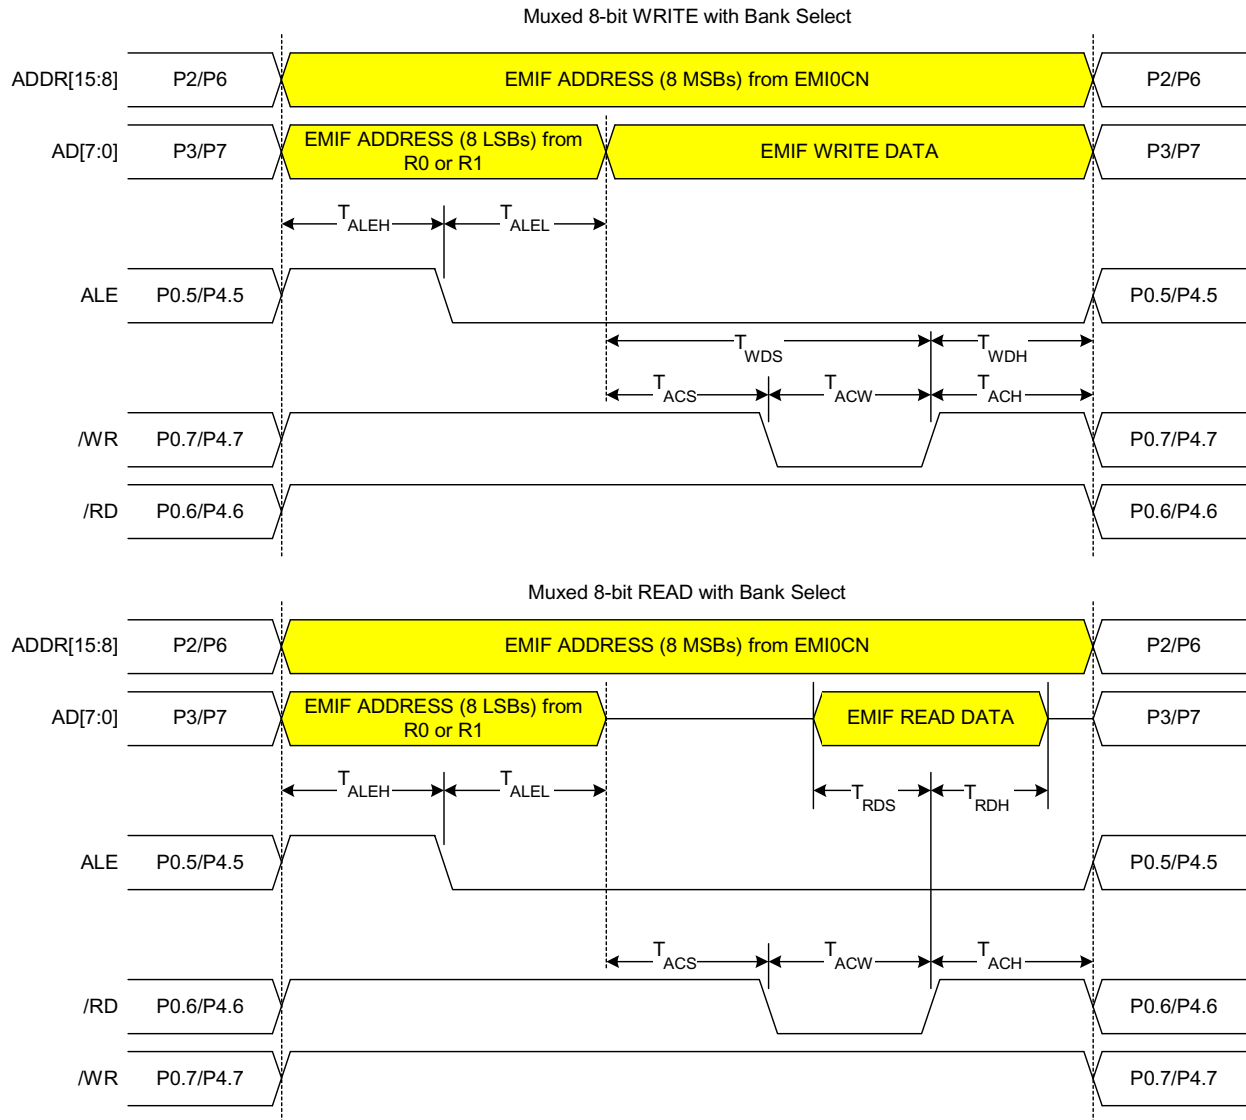 Muxed 8-bit WRITE with Bank Select
ADDR[15:8] P2/P6 EMIF ADDRESS (8 MSBs) from EMI0CN P2/P6
AD[7:0] P3/P7 EMIF ADDRESS (8 LSBs) from EMIF WRITE DATA P3/P7
R0 or R1
TALEH TALEL
ALE P0.5/P4.5 P0.5/P4.5
TWDS TWDH
TACS TACW TACH
/WR P0.7/P4.7 P0.7/P4.7
/RD P0.6/P4.6 P0.6/P4.6
Muxed 8-bit READ with Bank Select
ADDR[15:8] P2/P6 EMIF ADDRESS (8 MSBs) from EMI0CN P2/P6
AD[7:0] P3/P7 EMIF ADDRESS (8 LSBs) from EMIF READ DATA P3/P7
R0 or R1
TALEH TALEL TRDS TRDH
ALE P0.5/P4.5 P0.5/P4.5
TACS TACW TACH
/RD P0.6/P4.6 P0.6/P4.6
/WR P0.7/P4.7 P0.7/P4.7